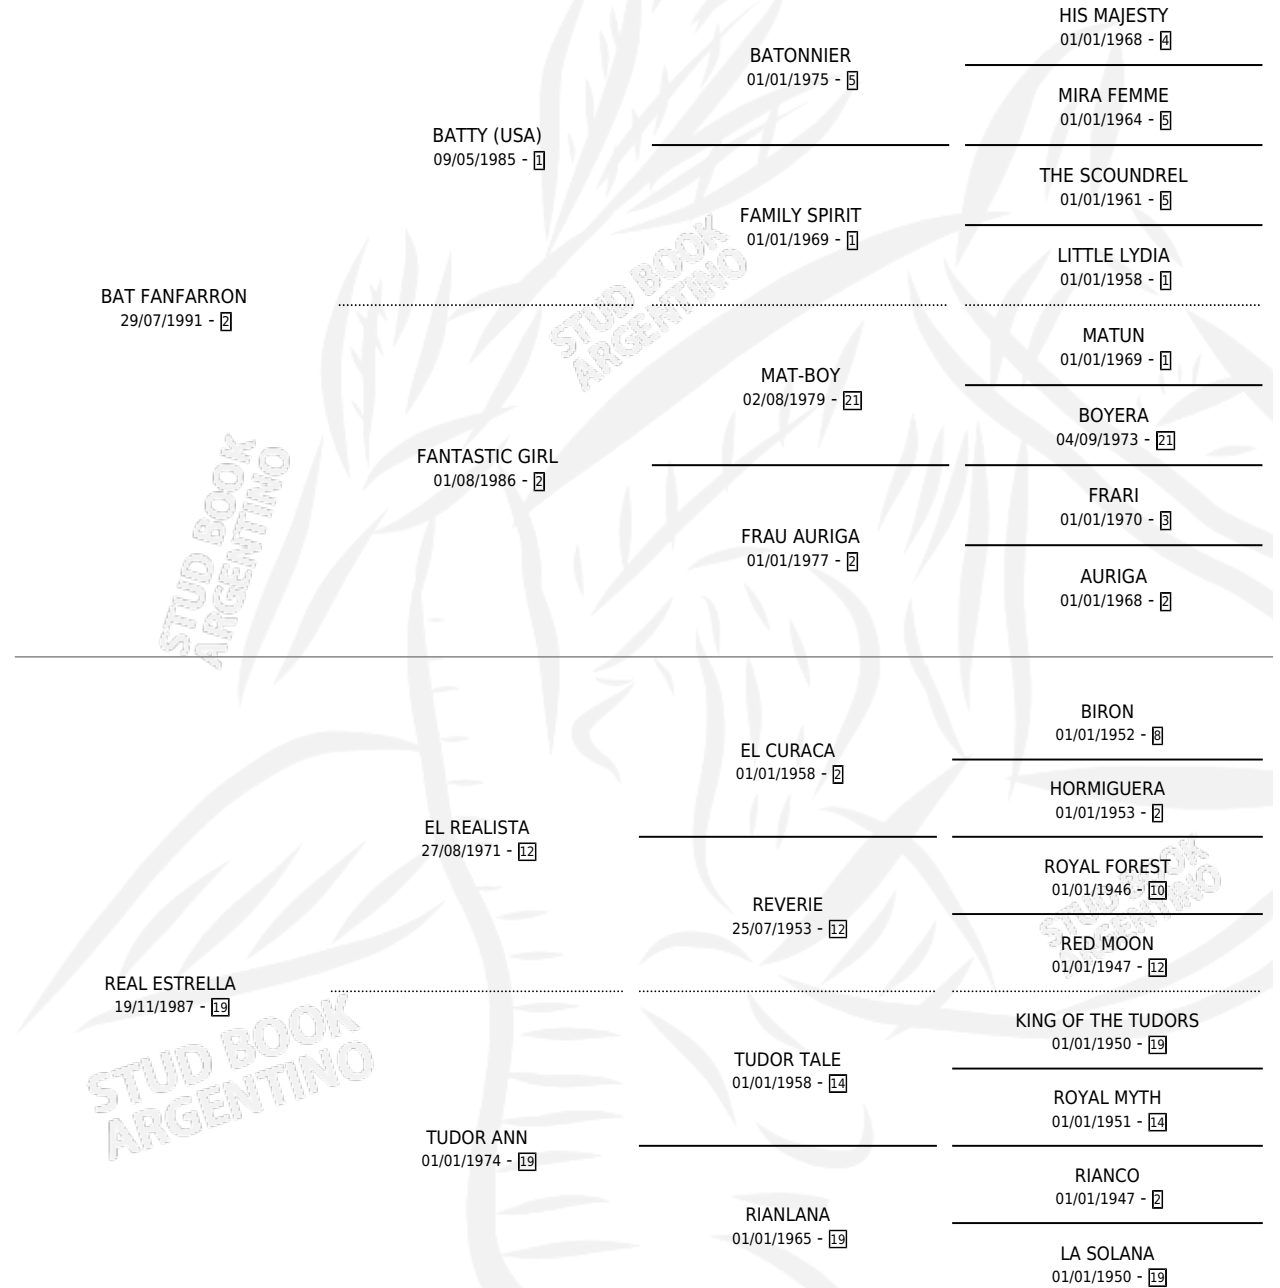 HIS MAJESTY
01/01/1968 - 4
BATONNIER
01/01/1975 - 5
MIRA FEMME
01/01/1964 - 5
BATTY (USA)
09/05/1985 - 1
THE SCOUNDREL
01/01/1961 - 5
FAMILY SPIRIT
01/01/1969 - 1
LITTLE LYDIA
01/01/1958 - 1
BAT FANFARRON
29/07/1991 - 2
STUD BOOK
ARGENTINO
MATUN
01/01/1969 - 1
MAT-BOY
02/08/1979 - 21
BOYERA
04/09/1973 - 21
FANTASTIC GIRL
01/08/1986 - 2
FRARI
01/01/1970 - 3
FRAU AURIGA
01/01/1977 - 2
AURIGA
01/01/1968 - 2
STUD BOOK
ARGENTINO
BIRON
01/01/1952 - 8
EL CURACA
01/01/1958 - 2
HORMIGUERA
01/01/1953 - 2
EL REALISTA
27/08/1971 - 12
ROYAL FOREST
01/01/1946 - 10
REVERIE
25/07/1953 - 12
RED MOON
01/01/1947 - 12
STUD BOOK
ARGENTINO
REAL ESTRELLA
19/11/1987 - 19
KING OF THE TUDORS
01/01/1950 - 19
TUDOR TALE
01/01/1958 - 14
ROYAL MYTH
01/01/1951 - 14
TUDOR ANN
01/01/1974 - 19
RIANCO
01/01/1947 - 2
RIANLANA
01/01/1965 - 19
LA SOLANA
01/01/1950 - 19
STUD BOOK
ARGENTINO